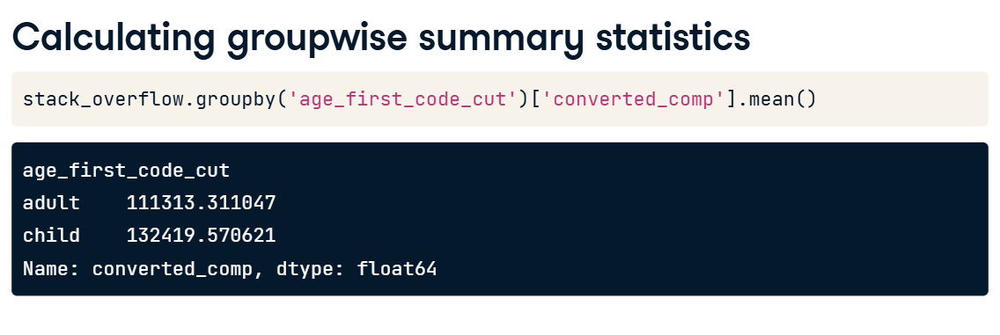 Calculating groupwise summary statistics
stack_overflow.groupby('age_first_code_cut')['converted_comp'].mean()
age_first_code_cut
adult    111313.311047
child    132419.570621
Name: converted_comp, dtype: float64